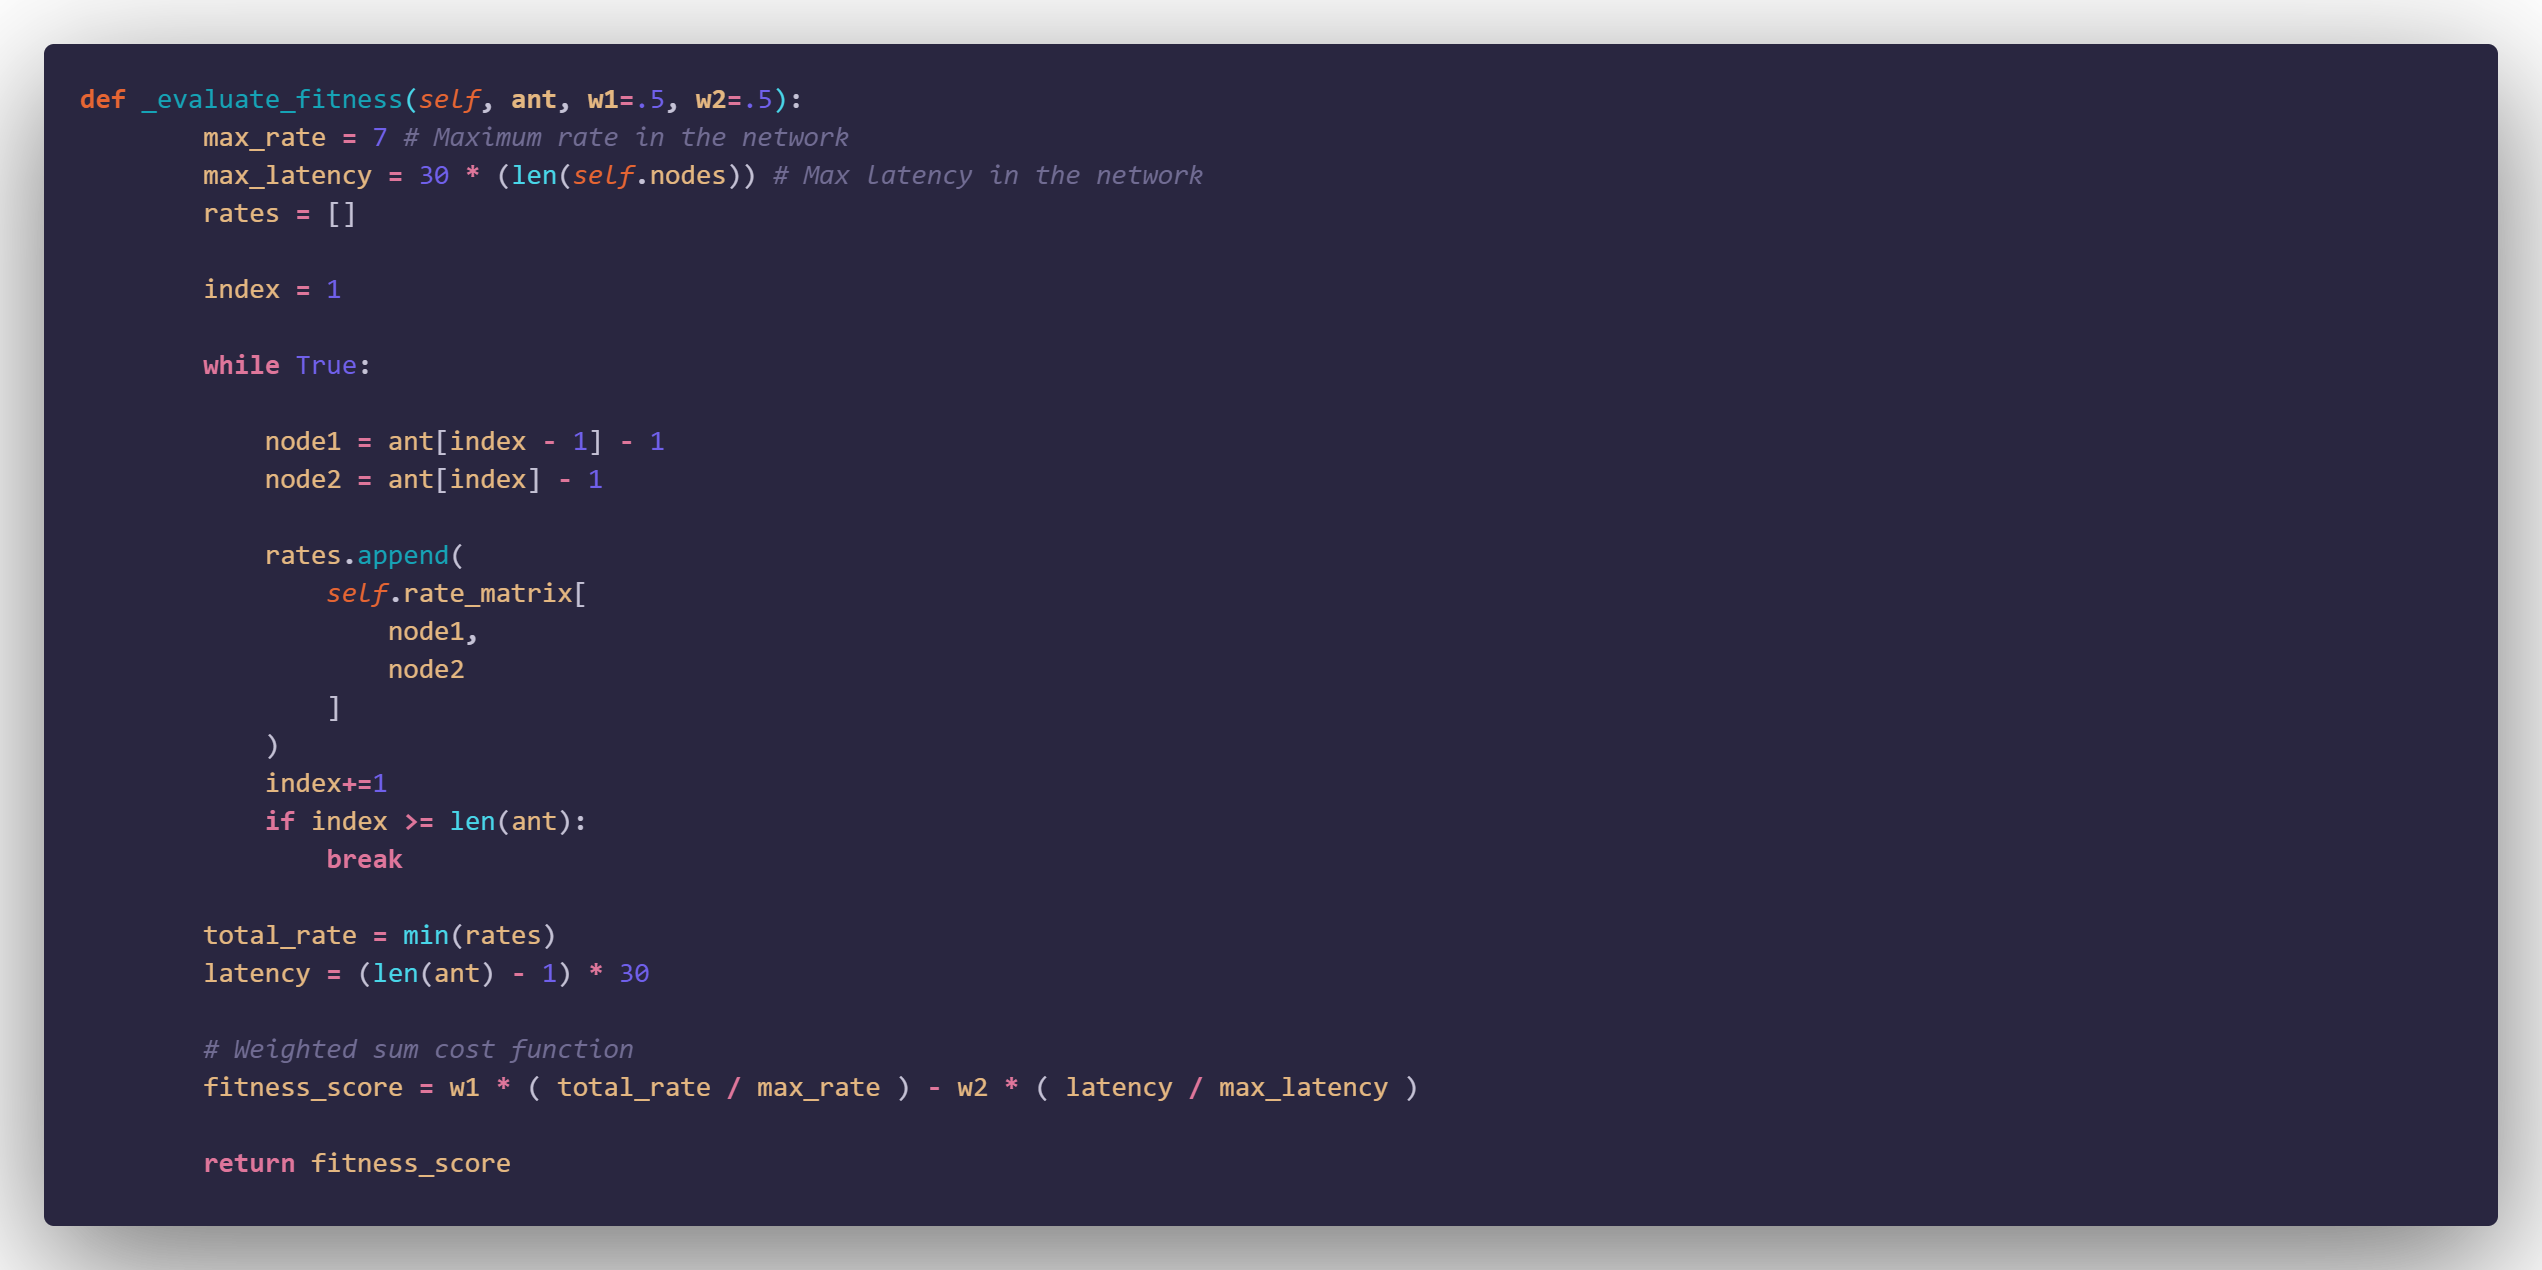 def _evaluate_fitness(self, ant, w1=.5, w2=.5):
        max_rate = 7 # Maximum rate in the network
        max_latency = 30 * (len(self.nodes)) # Max latency in the network
        rates = []

        index = 1

        while True:

            node1 = ant[index - 1] - 1
            node2 = ant[index] - 1

            rates.append(
                self.rate_matrix[
                    node1,
                    node2
                ]
            )
            index+=1
            if index >= len(ant):
                break

        total_rate = min(rates)
        latency = (len(ant) - 1) * 30

        # Weighted sum cost function
        fitness_score = w1 * ( total_rate / max_rate ) - w2 * ( latency / max_latency )

        return fitness_score